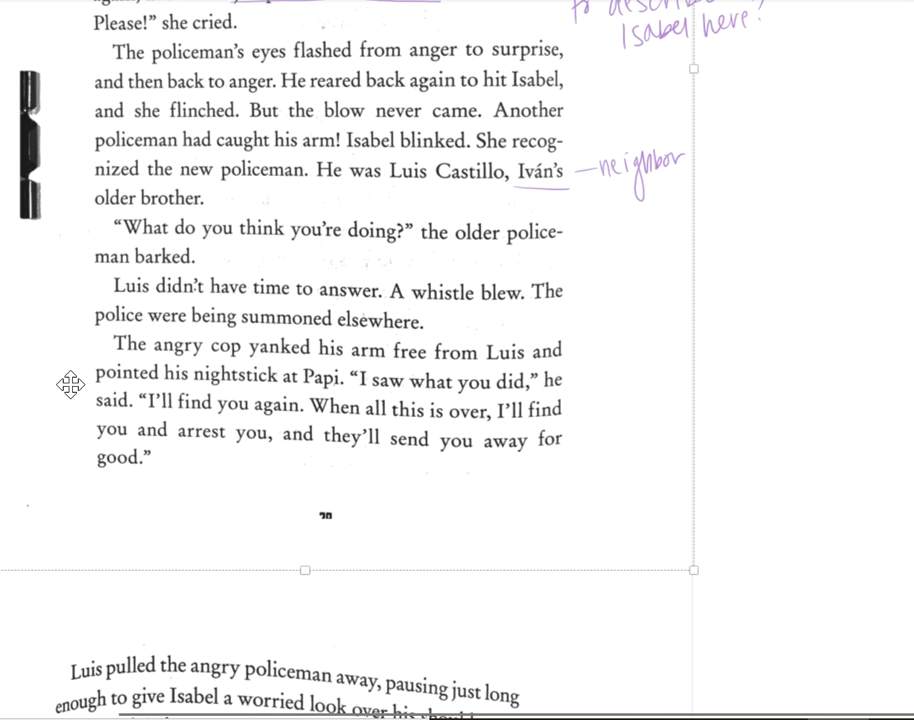 to describe
Isabel here?
Please!” she cried.
The policeman’s eyes flashed from anger to surprise,
and then back to anger. He reared back again to hit Isabel,
and she flinched. But the blow never came. Another
policeman had caught his arm! Isabel blinked. She recog-
nized the new policeman. He was Luis Castillo, Iván’s —neighbor
older brother.
“What do you think you’re doing?” the older police-
man barked.
Luis didn’t have time to answer. A whistle blew. The
police were being summoned elsewhere.
The angry cop yanked his arm free from Luis and
pointed his nightstick at Papi. “I saw what you did,” he
said. “I’ll find you again. When all this is over, I’ll find
you and arrest you, and they’ll send you away for
good.”
Luis pulled the angry policeman away, pausing just long
enough to give Isabel a worried look over his